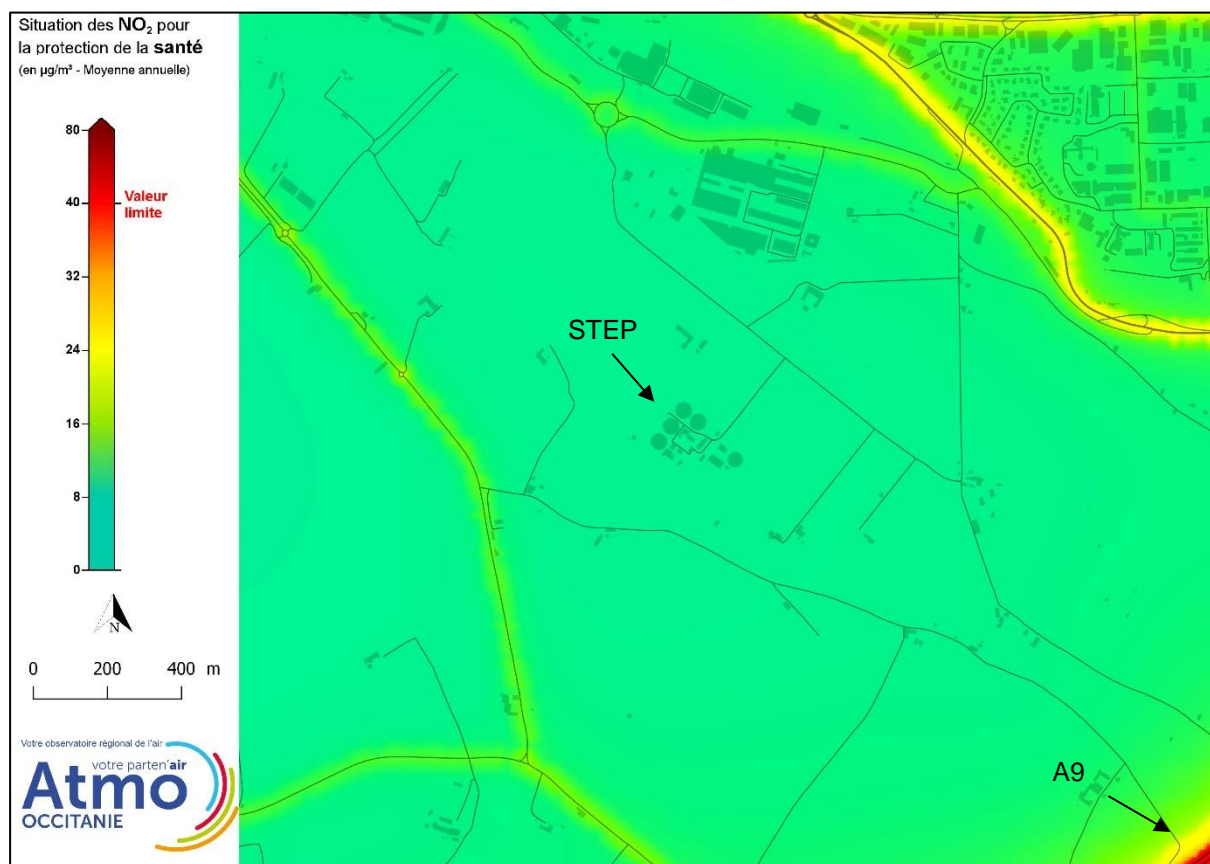 Situation des NO₂ pour
la protection de la santé
(en µg/m³ - Moyenne annuelle)
80
Valeur
40
limite
32
24
16
8
0
N
0 200 400 m
Votre observatoire régional de l'air
votre parten'air
Atmo
OCCITANIE
STEP
A9